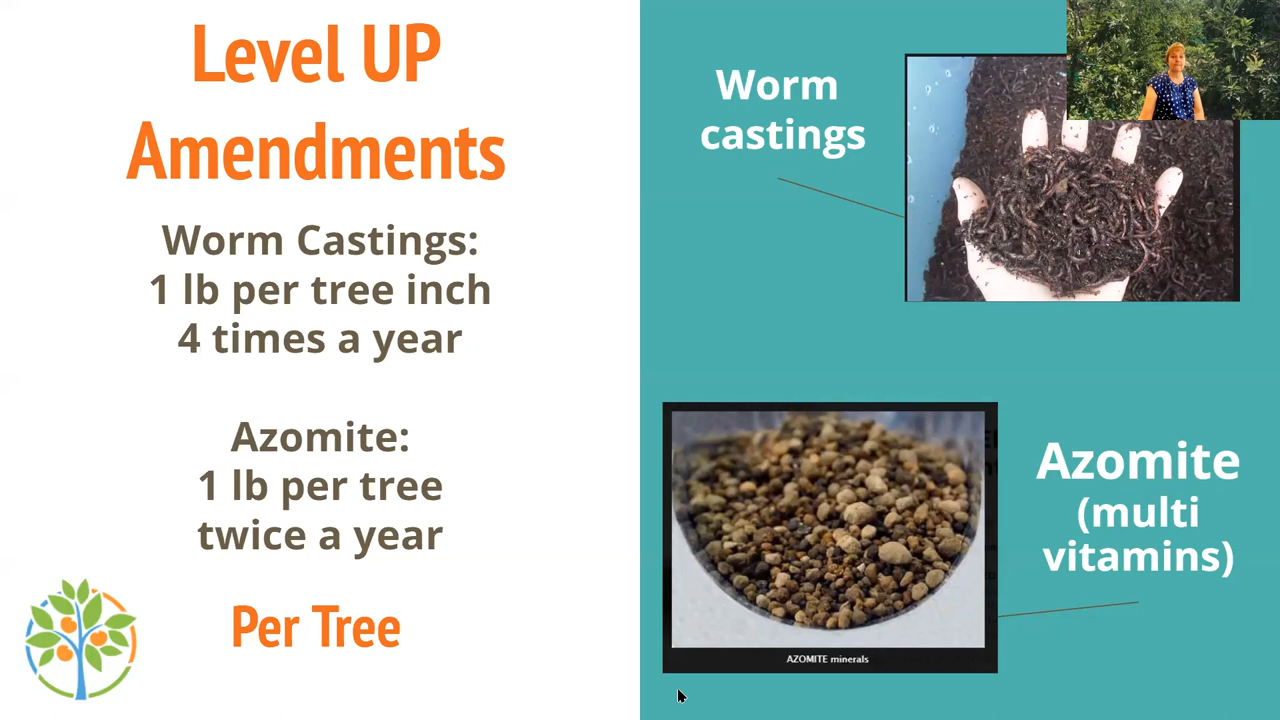 Level UP
Amendments
Worm Castings:
1 lb per tree inch
4 times a year
Azomite:
1 lb per tree
twice a year
Per Tree
Worm
castings
Azomite
(multi
vitamins)
AZOMITE minerals